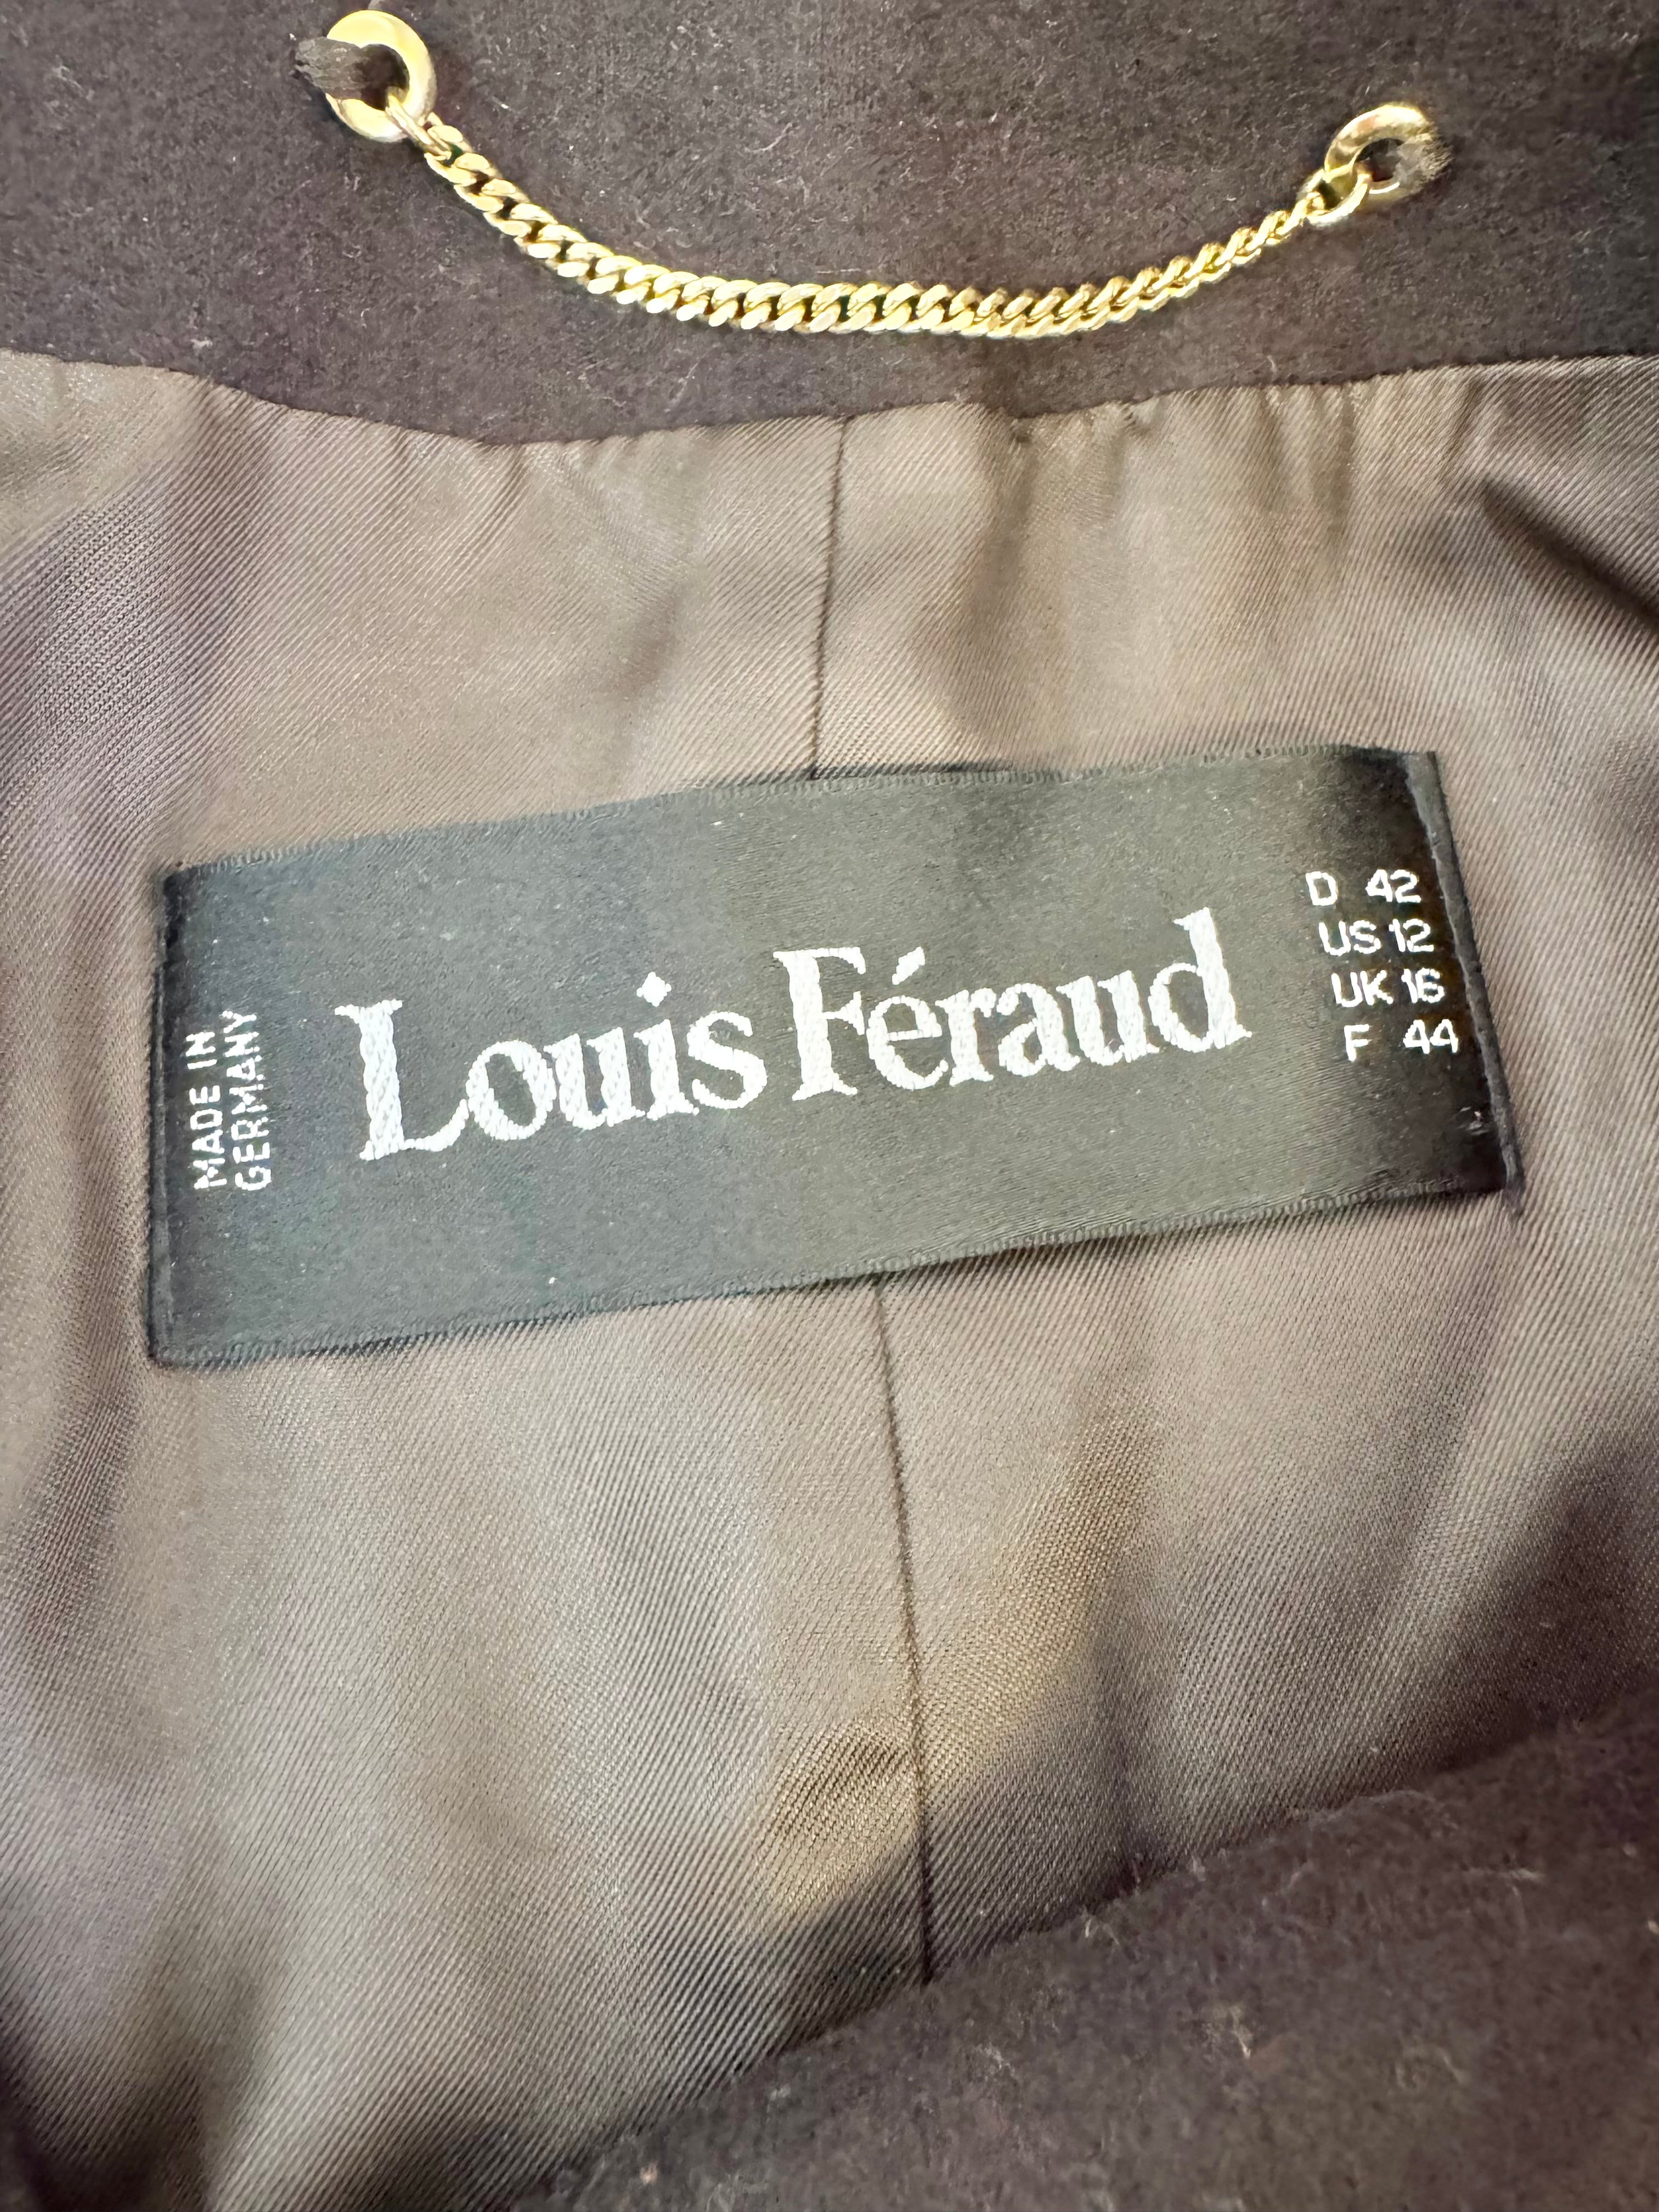 MADE IN
GERMANY
Louis Féraud
D 42
US 12
UK 16
F 44